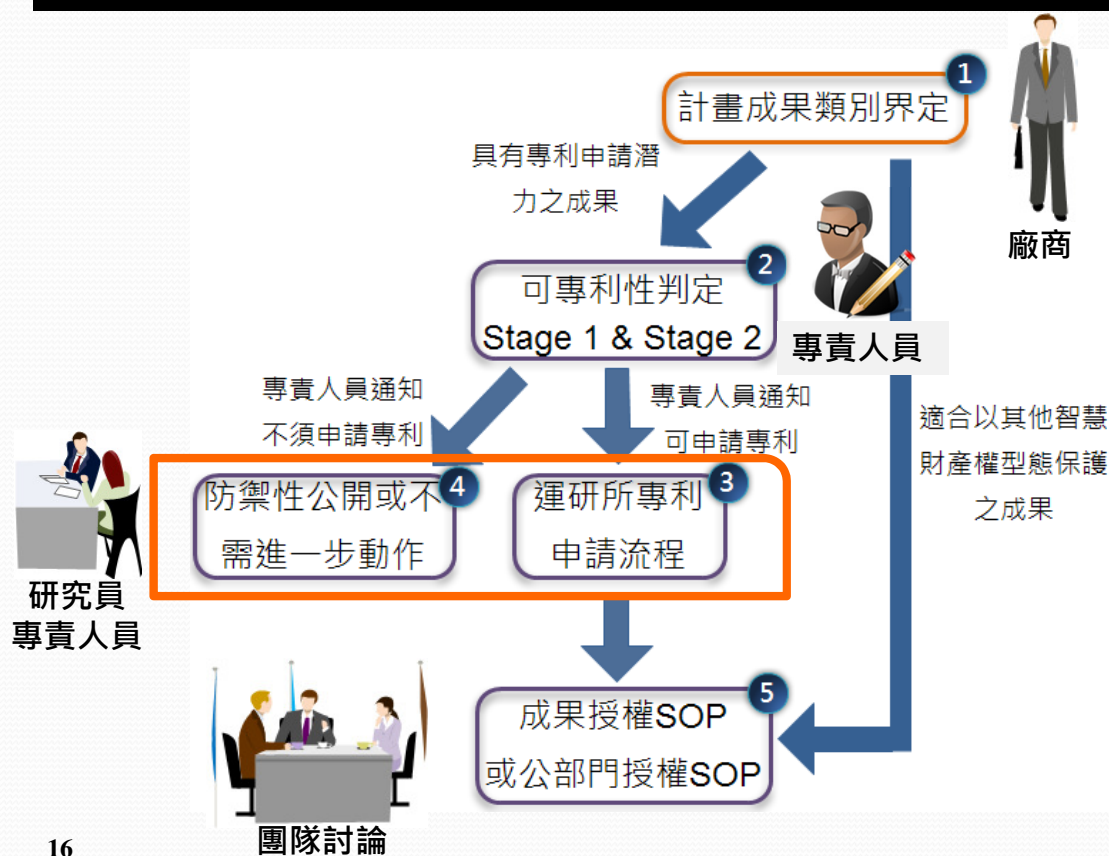 1
計畫成果類別界定
具有專利申請潛
力之成果
廠商
2
可專利性判定
Stage 1 & Stage 2
專責人員
專責人員通知
不須申請專利
專責人員通知
可申請專利
適合以其他智慧
財產權型態保護
之成果
4
防禦性公開或不
需進一步動作
3
運研所專利
申請流程
研究員
專責人員
5
成果授權SOP
或公部門授權SOP
團隊討論
16